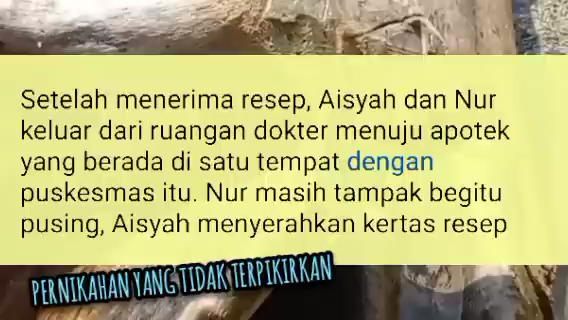 Setelah menerima resep, Aisyah dan Nur
keluar dari ruangan dokter menuju apotek
yang berada di satu tempat dengan
puskesmas itu. Nur masih tampak begitu
pusing, Aisyah menyerahkan kertas resep
PERNIKAHAN YANG TIDAK TERPIKIRKAN